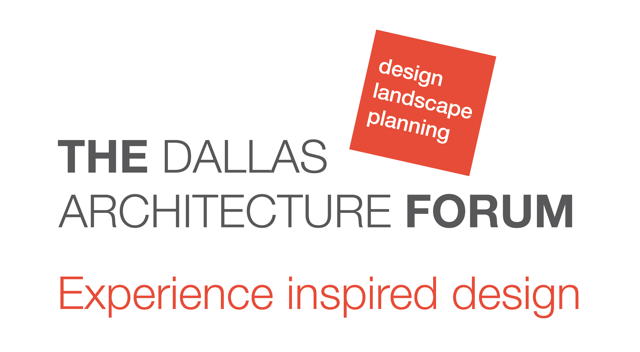 design
landscape
planning
THE DALLAS
ARCHITECTURE FORUM
Experience inspired design